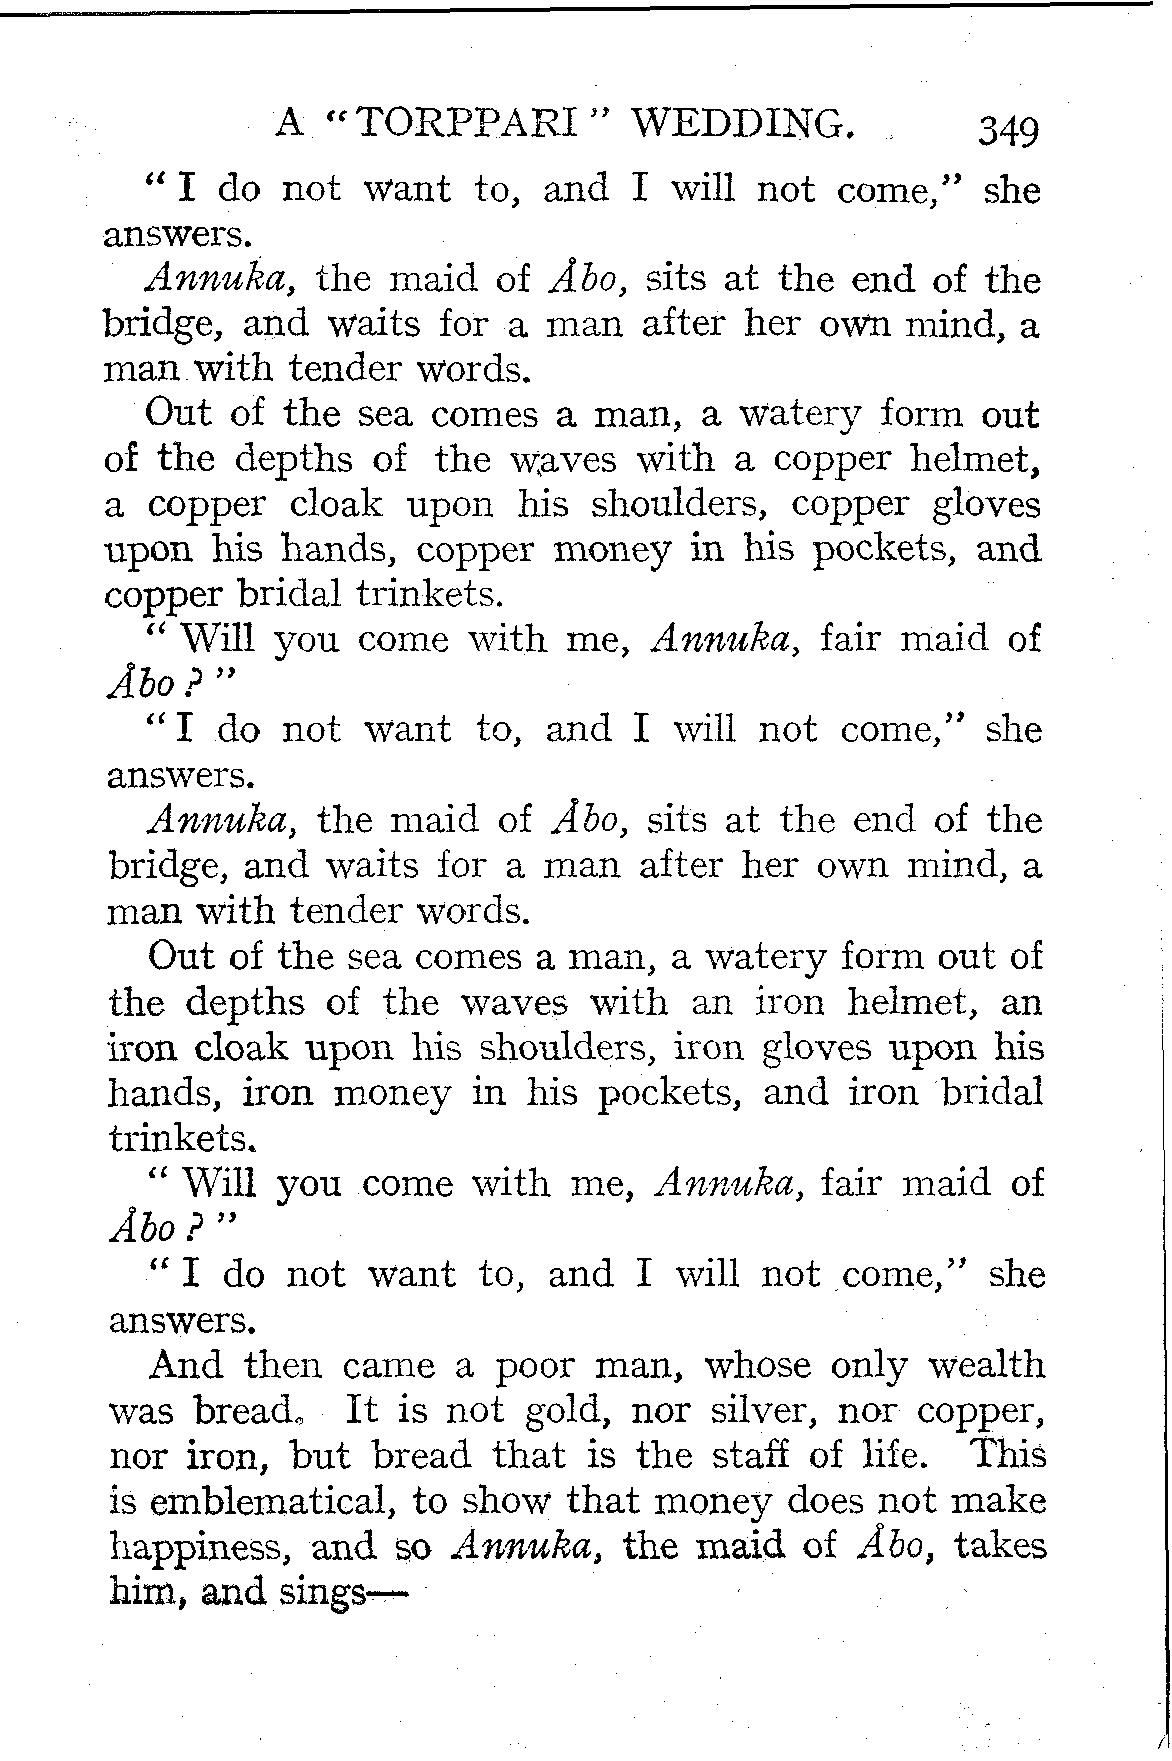 A “TORPPARI” WEDDING. 349
“ I do not want to, and I will not come,” she
answers.
Annuka, the maid of Åbo, sits at the end of the
bridge, and waits for a man after her own mind, a
man with tender words.
Out of the sea comes a man, a watery form out
of the depths of the waves with a copper helmet,
a copper cloak upon his shoulders, copper gloves
upon his hands, copper money in his pockets, and
copper bridal trinkets.
“ Will you come with me, Annuka, fair maid of
Åbo ? ”
“ I do not want to, and I will not come,” she
answers.
Annuka, the maid of Åbo, sits at the end of the
bridge, and waits for a man after her own mind, a
man with tender words.
Out of the sea comes a man, a watery form out of
the depths of the waves with an iron helmet, an
iron cloak upon his shoulders, iron gloves upon his
hands, iron money in his pockets, and iron bridal
trinkets.
“ Will you come with me, Annuka, fair maid of
Åbo ? ”
“ I do not want to, and I will not come,” she
answers.
And then came a poor man, whose only wealth
was bread. It is not gold, nor silver, nor copper,
nor iron, but bread that is the staff of life. This
is emblematical, to show that money does not make
happiness, and so Annuka, the maid of Åbo, takes
him, and sings—